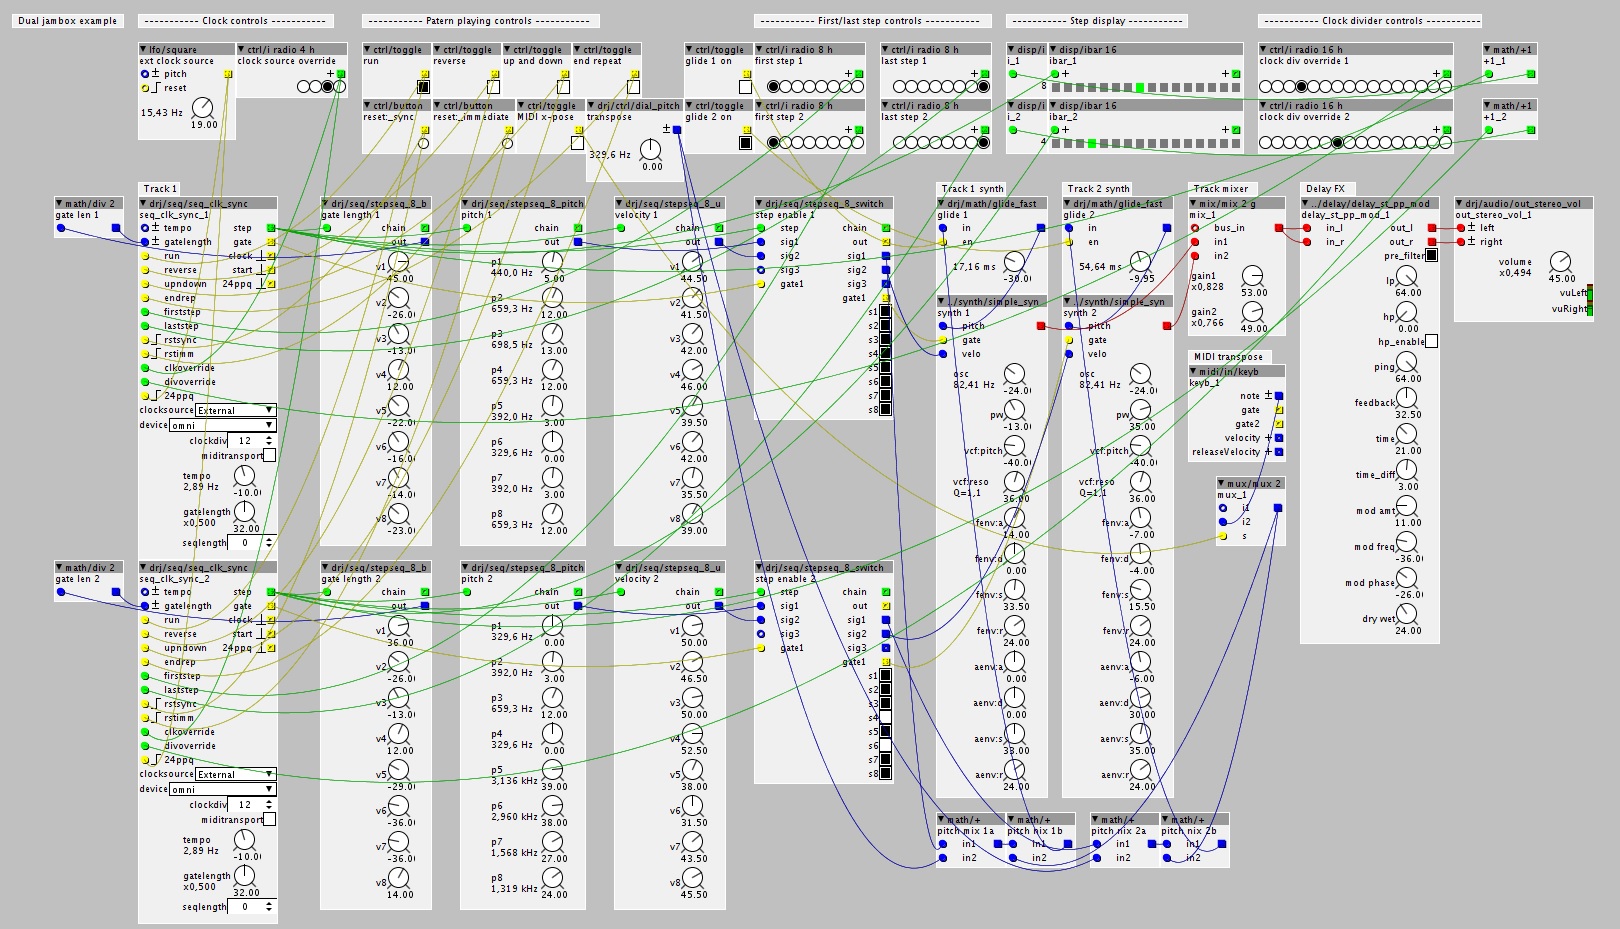 Dual jambox example
----------- Clock controls -----------
------------ Patern playing controls ------------
------------ First/last step controls ------------
------------ Step display ------------
------------ Clock divider controls ------------
lfo/square
ext clock source
pitch
reset
15,43 Hz
19.00
ctrl/i radio 4 h
clock source override
ctrl/toggle
run
ctrl/toggle
reverse
ctrl/toggle
up and down
ctrl/toggle
end repeat
ctrl/toggle
glide 1 on
ctrl/i radio 8 h
first step 1
ctrl/i radio 8 h
last step 1
disp/i
i_1
8
disp/ibar 16
ibar_1
ctrl/i radio 16 h
clock div override 1
math/+1
+1_1
ctrl/button
reset:_sync
ctrl/button
reset:_immediate
ctrl/toggle
MIDI x-pose
drj/ctrl/dial_pitch
transpose
329,6 Hz
0.00
ctrl/toggle
glide 2 on
ctrl/i radio 8 h
first step 2
ctrl/i radio 8 h
last step 2
disp/i
i_2
4
disp/ibar 16
ibar_2
ctrl/i radio 16 h
clock div override 2
math/+1
+1_2
Track 1
math/div 2
gate len 1
drj/seq/seq_clk_sync
seq_clk_sync_1
tempo step
gatelength gate
run clock
reverse start
upndown 24ppq
endrep
firststep
laststep
rstsync
rstimm
clkoverride
divoverride
24ppq
clocksource External
device omni
clockdiv 12
miditransport
tempo
2,89 Hz
-10.0
gatelength
x0,500
32.00
seqlength 0
drj/seq/stepseq_8_b
gate length 1
chain
out
v1
45.00
v2
-26.0
v3
-13.0
v4
12.00
v5
-22.0
v6
-16.0
v7
-14.0
v8
-23.0
drj/seq/stepseq_8_pitch
pitch 1
chain
out
p1
440,0 Hz
5.00
p2
659,3 Hz
12.00
p3
698,5 Hz
13.00
p4
659,3 Hz
12.00
p5
392,0 Hz
3.00
p6
329,6 Hz
0.00
p7
392,0 Hz
3.00
p8
659,3 Hz
12.00
drj/seq/stepseq_8_u
velocity 1
chain
out
v1
44.50
v2
41.50
v3
42.00
v4
46.00
v5
39.50
v6
42.00
v7
35.50
v8
39.00
drj/seq/stepseq_8_switch
step enable 1
step chain
sig1 out
sig2 sig1
sig3 sig2
gate1 sig3
gate1
s1
s2
s3
s4
s5
s6
s7
s8
Track 1 synth
drj/math/glide_fast
glide 1
in
en
17,16 ms
-30.0
../synth/simple_syn
synth 1
pitch
gate
velo
osc
82,41 Hz
-24.0
pw
-13.0
vcf:pitch
-40.0
vcf:reso
Q=1,1
36.00
fenv:a
14.00
fenv:d
0.00
fenv:s
33.50
fenv:r
24.00
aenv:a
0.00
aenv:d
0.00
aenv:s
33.00
aenv:r
24.00
Track 2 synth
drj/math/glide_fast
glide 2
in
en
54,64 ms
-9.95
../synth/simple_syn
synth 2
pitch
gate
velo
osc
82,41 Hz
-24.0
pw
35.00
vcf:pitch
-40.0
vcf:reso
Q=1,1
36.00
fenv:a
-7.00
fenv:d
-4.00
fenv:s
15.50
fenv:r
24.00
aenv:a
-6.00
aenv:d
30.00
aenv:s
35.00
aenv:r
24.00
Track mixer
mix/mix 2 g
mix_1
bus_in
in1
in2
gain1
x0,828
53.00
gain2
x0,766
49.00
MIDI transpose
midi/in/keyb
keyb_1
note
gate
gate2
velocity
releaseVelocity
mux/mux 2
mux_1
i1
i2
s
Delay FX
../delay/delay_st_pp_mod
delay_st_pp_mod_1
in_l out_l
in_r out_r
pre_filter
lp
64.00
hp
0.00
hp_enable
ping
64.00
feedback
32.50
time
21.00
time_diff
3.00
mod amt
11.00
mod freq
-36.0
mod phase
-26.0
dry wet
24.00
drj/audio/out_stereo_vol
out_stereo_vol_1
left
right
volume
x0,494
45.00
vuLeft
vuRight
math/div 2
gate len 2
drj/seq/seq_clk_sync
seq_clk_sync_2
tempo step
gatelength gate
run clock
reverse start
upndown 24ppq
endrep
firststep
laststep
rstsync
rstimm
clkoverride
divoverride
24ppq
clocksource External
device omni
clockdiv 12
miditransport
tempo
2,89 Hz
-10.0
gatelength
x0,500
32.00
seqlength 0
drj/seq/stepseq_8_b
gate length 2
chain
out
v1
36.00
v2
-26.0
v3
-13.0
v4
12.00
v5
-29.0
v6
-36.0
v7
-36.0
v8
14.00
drj/seq/stepseq_8_pitch
pitch 2
chain
out
p1
329,6 Hz
0.00
p2
392,0 Hz
3.00
p3
659,3 Hz
12.00
p4
329,6 Hz
0.00
p5
3,136 kHz
39.00
p6
2,960 kHz
38.00
p7
1,568 kHz
27.00
p8
1,319 kHz
24.00
drj/seq/stepseq_8_u
velocity 2
chain
out
v1
50.00
v2
46.50
v3
50.00
v4
52.50
v5
38.00
v6
31.50
v7
43.50
v8
45.50
drj/seq/stepseq_8_switch
step enable 2
step chain
sig1 out
sig2 sig1
sig3 sig2
gate1 sig3
gate1
s1
s2
s3
s4
s5
s6
s7
s8
math/+
pitch mix 1a
in1
in2
math/+
pitch nix 1b
in1
in2
math/+
pitch nix 2a
in1
in2
math/+
pitch nix 2b
in1
in2